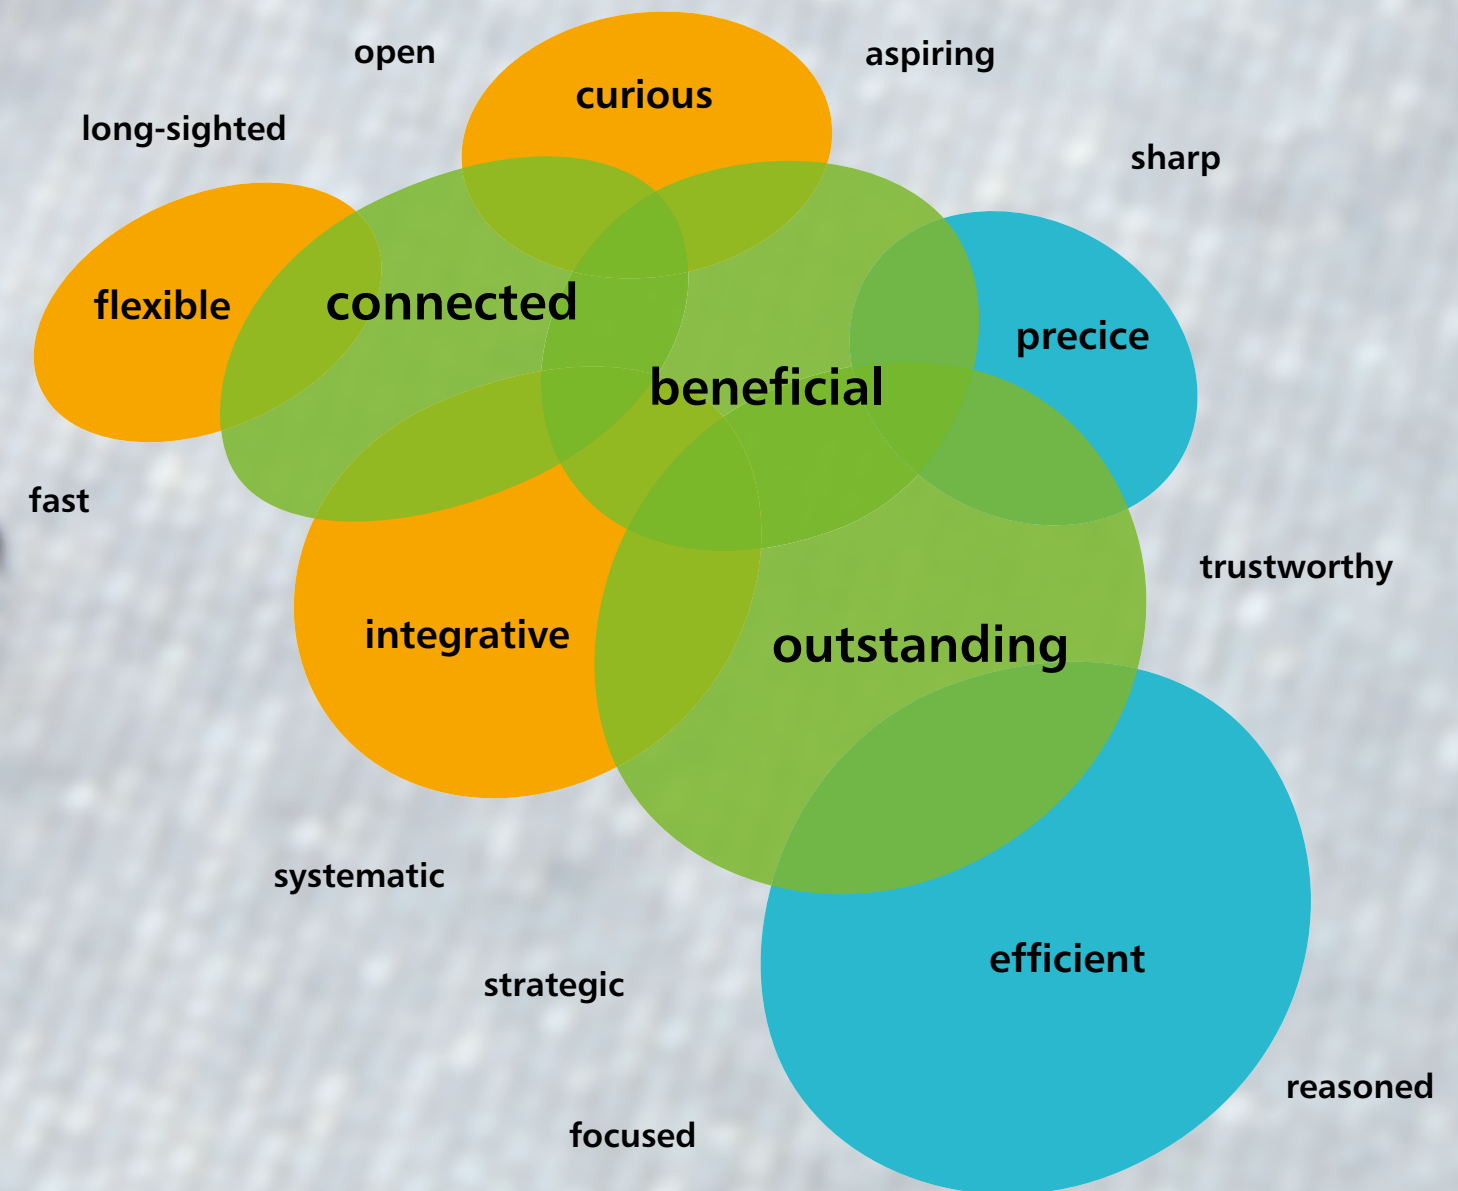 open
aspiring
curious
long-sighted
sharp
flexible
connected
precice
beneficial
fast
trustworthy
integrative
outstanding
systematic
efficient
strategic
reasoned
focused